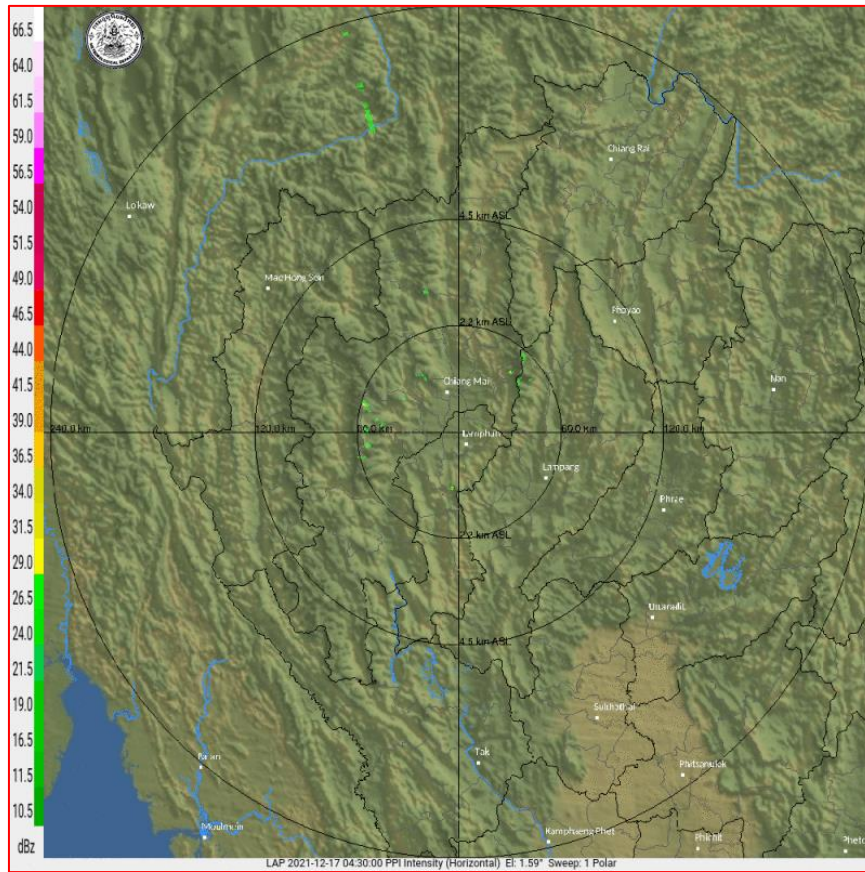 66.5
64.0
61.5
59.0
56.5
54.0
51.5
49.0
46.5
44.0
41.5
39.0
36.5
34.0
31.5
29.0
26.5
24.0
21.5
19.0
16.5
14.0
11.5
10.5
dBz
Chiang Rai
Loikaw
4.5 km ASL
Mae Hong Son
Phayao
2.2 km ASL
Chiang Mai
Nan
240.0 km
120.0 km
60.0 km
60.0 km
120.0 km
Lamphun
Lampang
Phrae
2.2 km ASL
Uttaradit
4.5 km ASL
Sukhothai
Tak
Pa'an
Phitsanulok
Moulmein
Kamphaeng Phet
Phichit
LAP 2021-12-17 04:30:00 PPI Intensity (Horizontal) El: 1.59° Sweep: 1 Polar